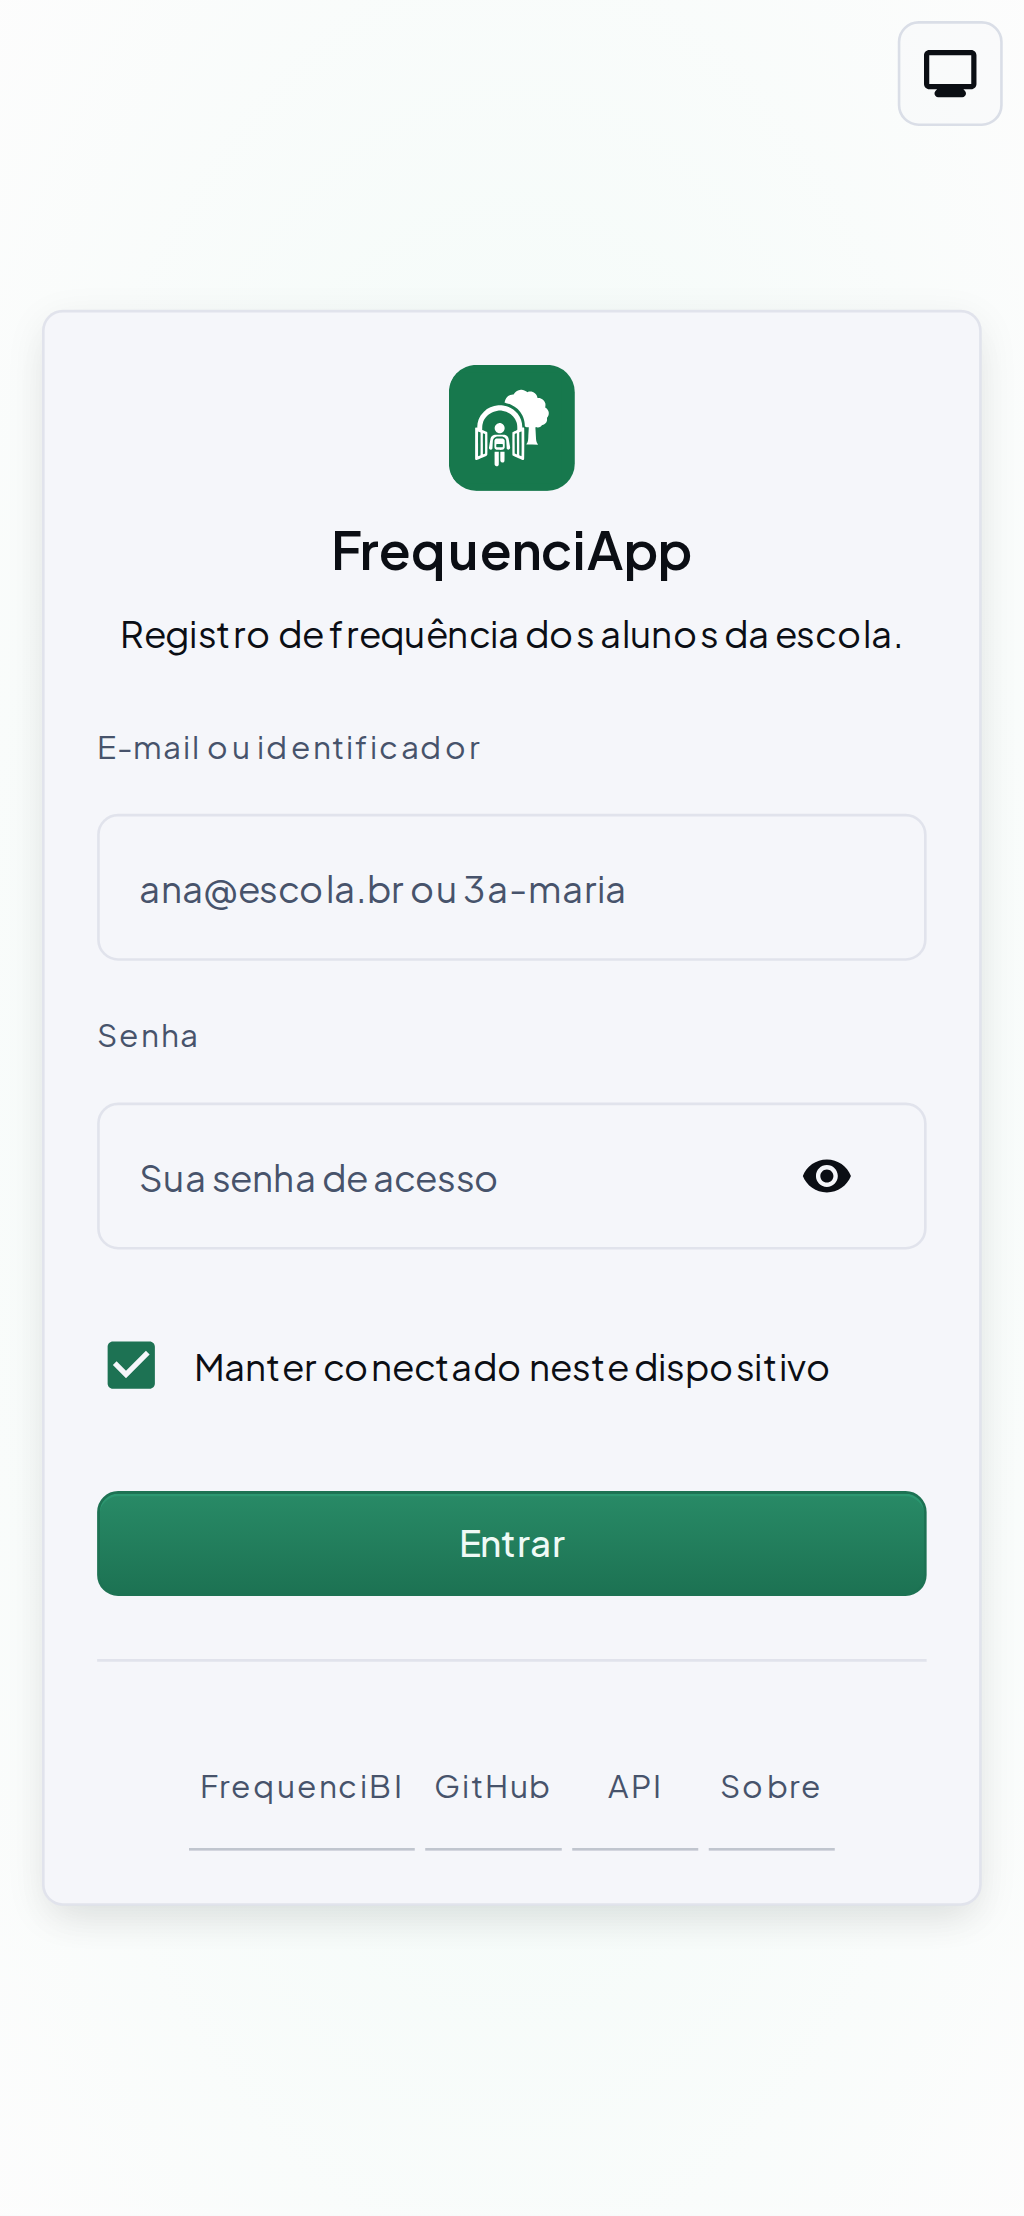 FrequenciApp
Registro de frequência dos alunos da escola.
E-mail ou identificador
ana@escola.br ou 3a-maria
Senha
Sua senha de acesso
Manter conectado neste dispositivo
Entrar
FrequenciBI GitHub API Sobre